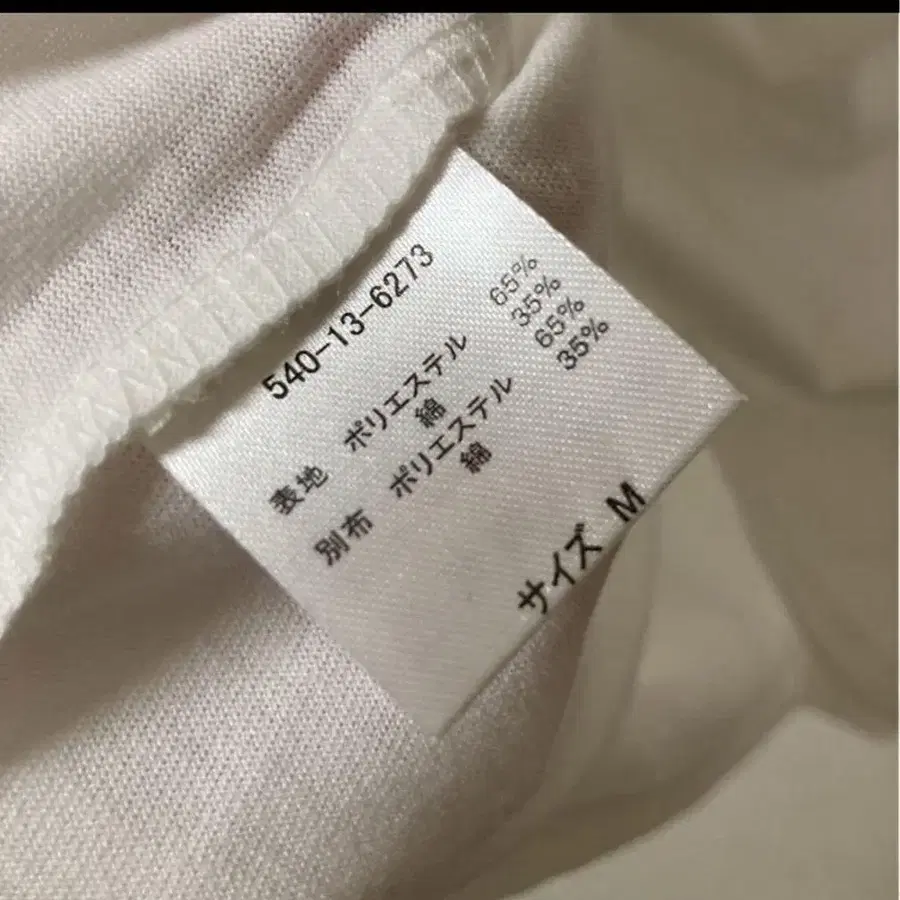 540-13-6273
表地 ポリエステル 65%
綿 35%
別布 ポリエステル 65%
綿 35%
サイズ M